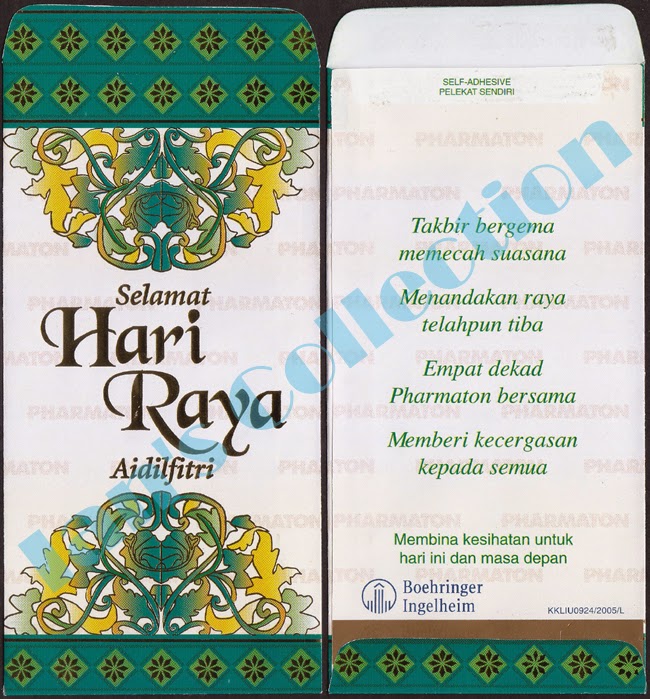 Selamat
Hari
Raya
Aidilfitri
SELF-ADHESIVE
PELEKAT SENDIRI
PHARMATON
Takbir bergema
memecah suasana
Menandakan raya
telahpun tiba
Empat dekad
Pharmaton bersama
Memberi kecergasan
kepada semua
Membina kesihatan untuk
hari ini dan masa depan
Boehringer
Ingelheim
KKLIU0924/2005/L